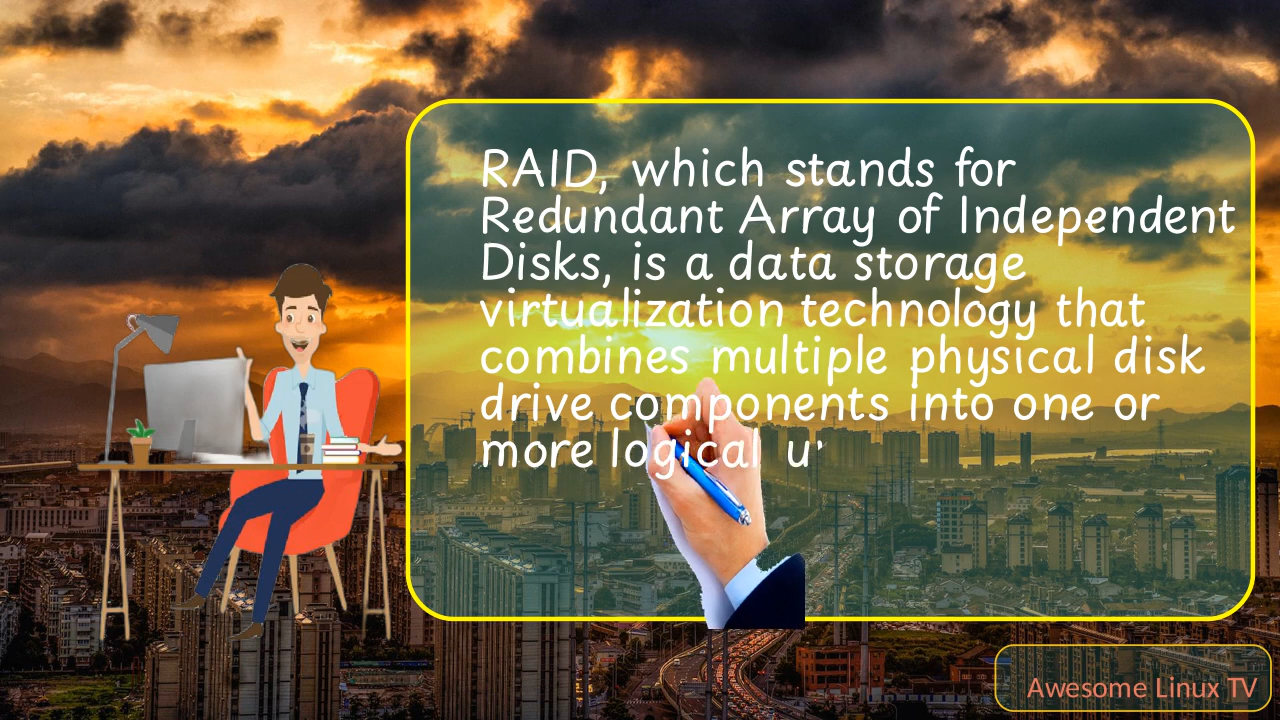 RAID, which stands for
Redundant Array of Independent
Disks, is a data storage
virtualization technology that
combines multiple physical disk
drive components into one or
more logical u
Awesome Linux TV